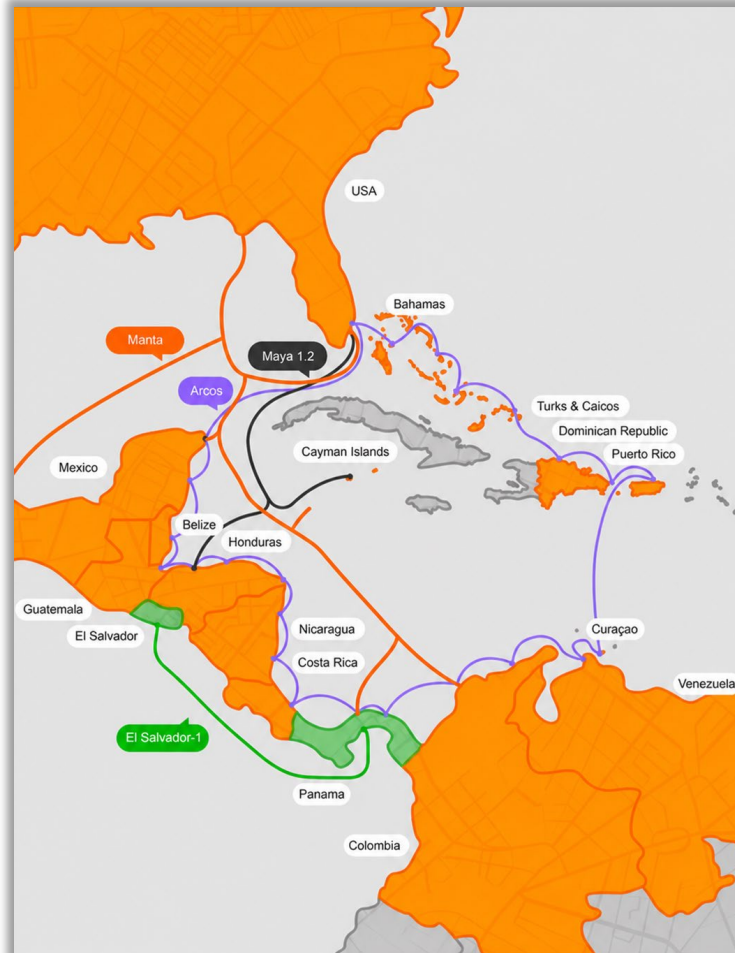 USA
Bahamas
Manta
Maya 1.2
Arcos
Turks & Caicos
Dominican Republic
Puerto Rico
Cayman Islands
Mexico
Belize
Honduras
Guatemala
El Salvador
Nicaragua
Curaçao
Costa Rica
Venezuela
El Salvador-1
Panama
Colombia